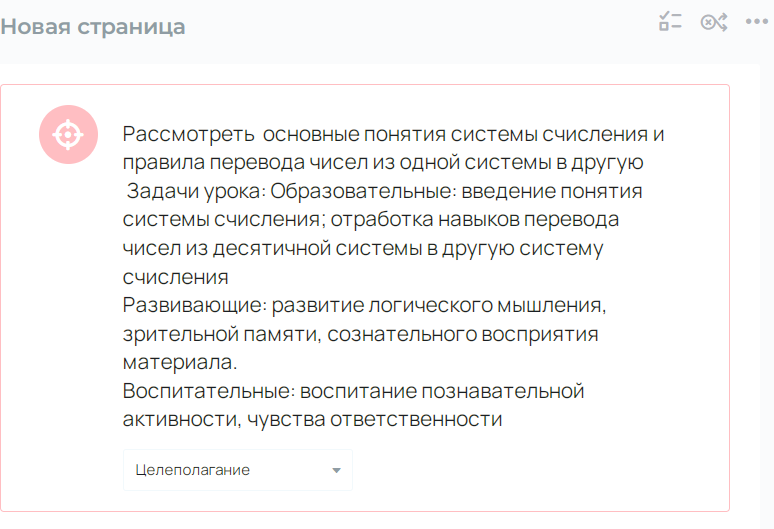 Новая страница
Рассмотреть основные понятия системы счисления и
правила перевода чисел из одной системы в другую
Задачи урока: Образовательные: введение понятия
системы счисления; отработка навыков перевода
чисел из десятичной системы в другую систему
счисления
Развивающие: развитие логического мышления,
зрительной памяти, сознательного восприятия
материала.
Воспитательные: воспитание познавательной
активности, чувства ответственности
Целеполагание